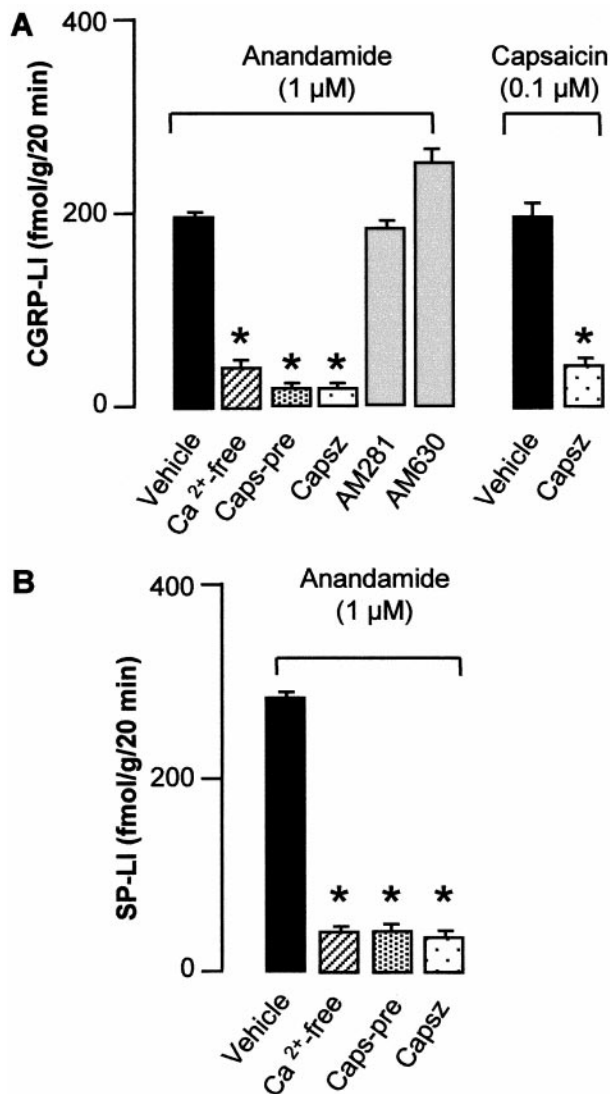 A
CGRP-LI (fmol/g/20 min)
400
200
0
Anandamide
(1 µM)
Capsaicin
(0.1 µM)
*
*
*
*
Vehicle
Ca 2+-free
Caps-pre
Capsz
AM281
AM630
Vehicle
Capsz
B
SP-LI (fmol/g/20 min)
400
200
0
Anandamide
(1 µM)
*
*
*
Vehicle
Ca 2+-free
Caps-pre
Capsz